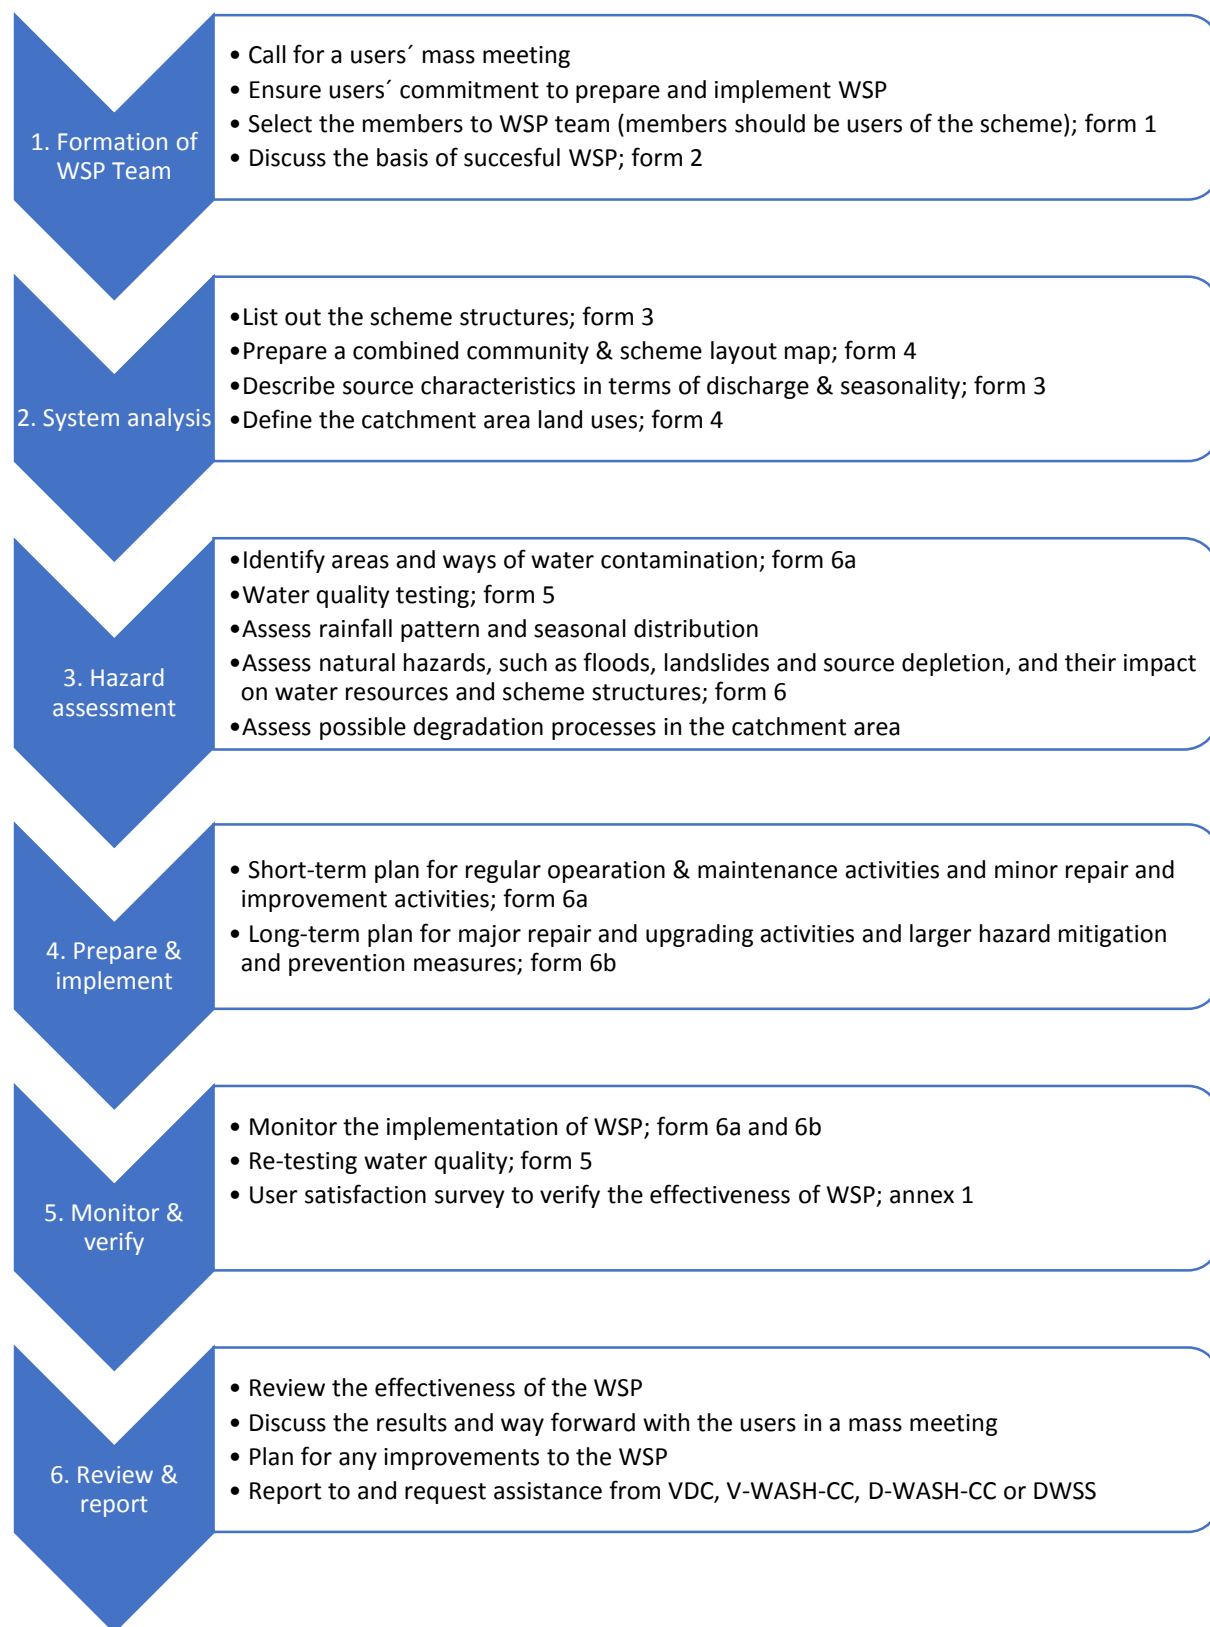 1. Formation of
WSP Team
• Call for a users´ mass meeting
• Ensure users´ commitment to prepare and implement WSP
• Select the members to WSP team (members should be users of the scheme); form 1
• Discuss the basis of succesful WSP; form 2
2. System analysis
•List out the scheme structures; form 3
•Prepare a combined community & scheme layout map; form 4
•Describe source characteristics in terms of discharge & seasonality; form 3
•Define the catchment area land uses; form 4
3. Hazard
assessment
•Identify areas and ways of water contamination; form 6a
•Water quality testing; form 5
•Assess rainfall pattern and seasonal distribution
•Assess natural hazards, such as floods, landslides and source depletion, and their impact
on water resources and scheme structures; form 6
•Assess possible degradation processes in the catchment area
4. Prepare &
implement
• Short-term plan for regular opearation & maintenance activities and minor repair and
improvement activities; form 6a
• Long-term plan for major repair and upgrading activities and larger hazard mitigation
and prevention measures; form 6b
5. Monitor &
verify
• Monitor the implementation of WSP; form 6a and 6b
• Re-testing water quality; form 5
• User satisfaction survey to verify the effectiveness of WSP; annex 1
6. Review &
report
• Review the effectiveness of the WSP
• Discuss the results and way forward with the users in a mass meeting
• Plan for any improvements to the WSP
• Report to and request assistance from VDC, V-WASH-CC, D-WASH-CC or DWSS